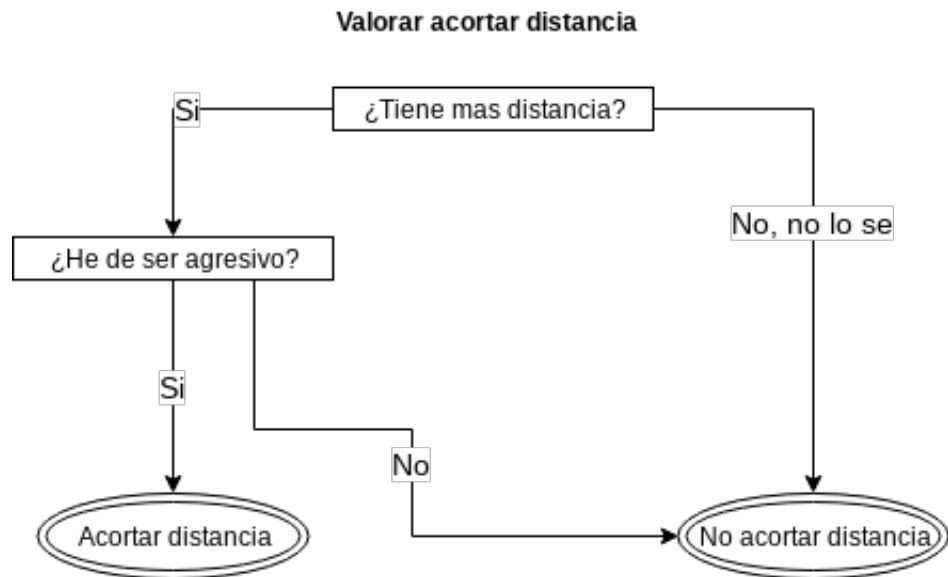 Valorar acortar distancia
¿Tiene mas distancia?
Si
No, no lo se
¿He de ser agresivo?
Si
No
Acortar distancia
No acortar distancia